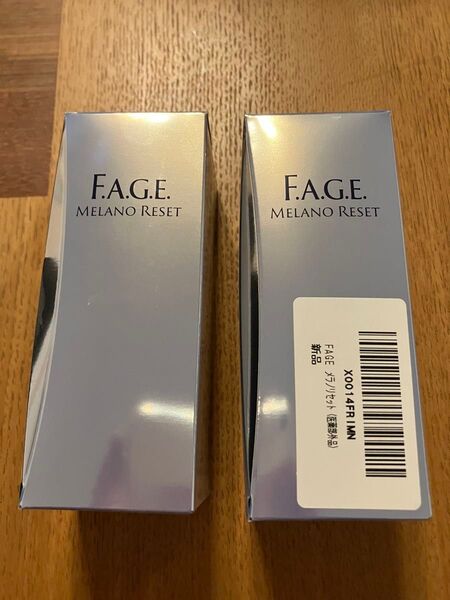 F.A.G.E.
MELANO RESET
F.A.G.E.
MELANO RESET
X0014FRIMN
FAGE メラノリセット (医薬部外品)
新品